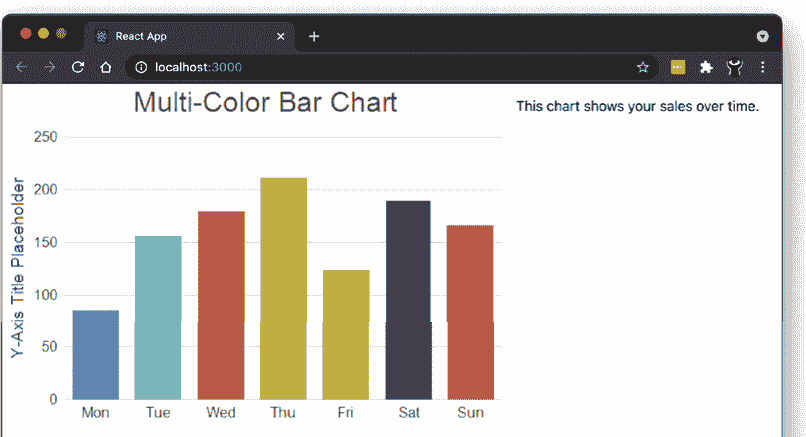 React App
localhost:3000
Multi-Color Bar Chart
This chart shows your sales over time.
Y-Axis Title Placeholder
250
200
150
100
50
0
Mon Tue Wed Thu Fri Sat Sun